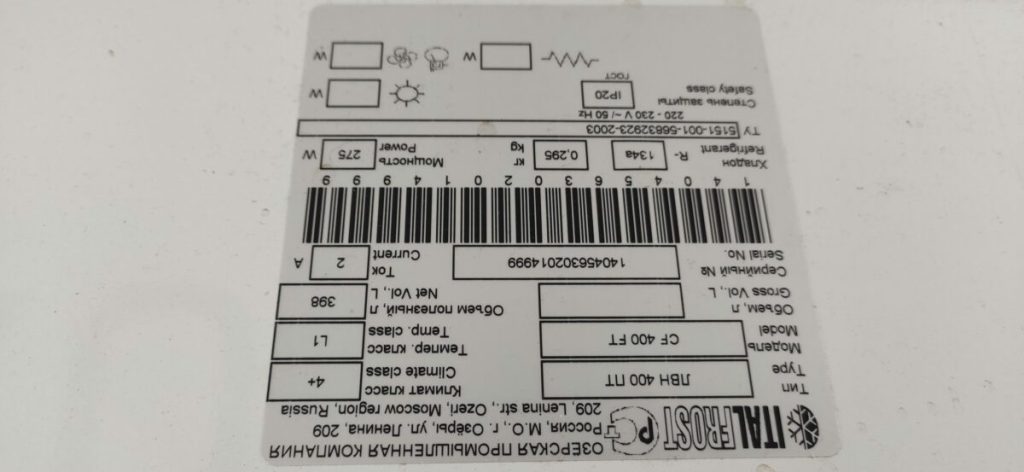 ОЗЕРСКАЯ ПРОМЫШЛЕННАЯ КОМПАНИЯ
ITALFROST РСТ Россия, М.О. г. Озёры, ул. Ленина, 209
209, Lenina str., Ozeri, Moscow region, Russia
Тип Type ЛВН 400 ПТ Климат класс Climate class 4+
Модель Model CF 400 FT Темпер. класс Temp. class L1
Объем, л Gross Vol., L Объем полезный, л Net Vol., L 398
Серийный № Serial No. 140456302014999 Ток Current 2 A
1 4 0 4 5 6 3 0 2 0 1 4 9 9 9
Хладон Refrigerant R- 134a 0,295 кг kg Мощность Power 275 W
ТУ 5151-001-56832923-2003
220 - 230 V ~/ 50 Hz
Степень защиты Safety class IP20 ГОСТ W
W W